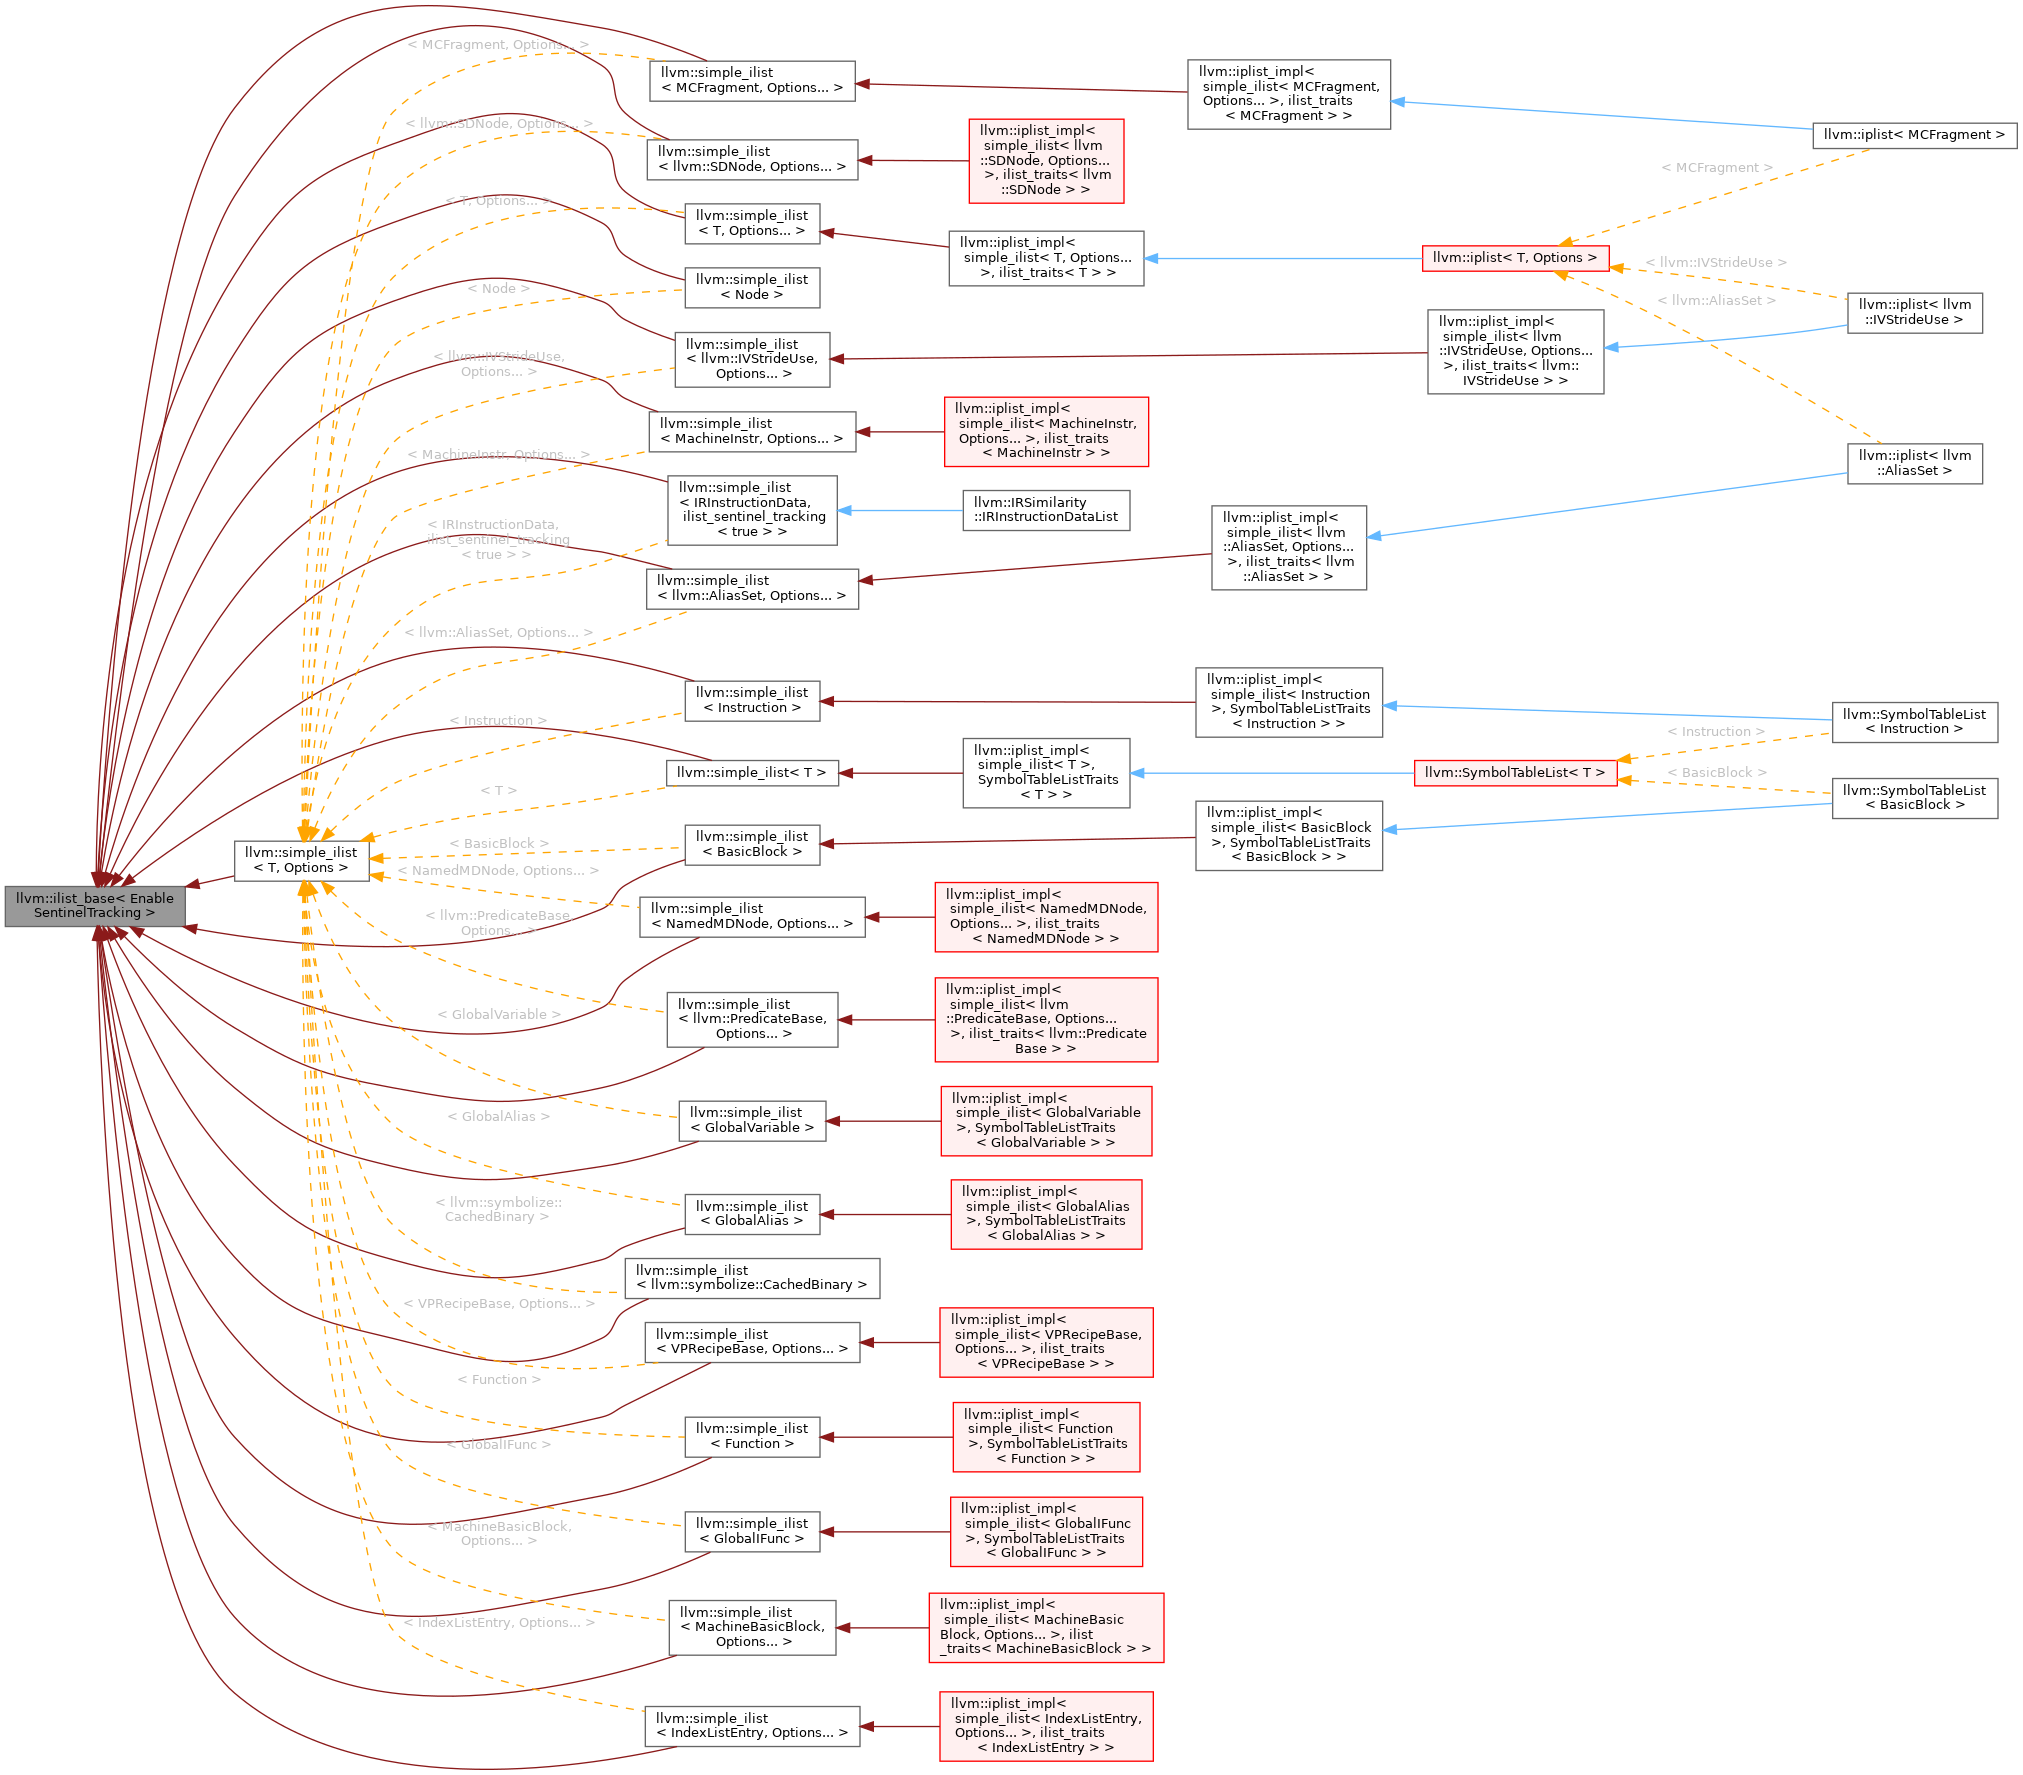 llvm::ilist_base< Enable
SentinelTracking >
llvm::simple_ilist
< T, Options >
< MCFragment, Options... >
< llvm::SDNode, Options... >
< T, Options... >
< Node >
< llvm::IVStrideUse,
Options... >
< MachineInstr, Options... >
< IRInstructionData,
ilist_sentinel_tracking
< true > >
< llvm::AliasSet, Options... >
< Instruction >
< T >
< BasicBlock >
< NamedMDNode, Options... >
< llvm::PredicateBase,
Options... >
< GlobalVariable >
< GlobalAlias >
< llvm::symbolize::
CachedBinary >
< VPRecipeBase, Options... >
< Function >
< GlobalIFunc >
< MachineBasicBlock,
Options... >
< IndexListEntry, Options... >
llvm::simple_ilist
< MCFragment, Options... >
llvm::simple_ilist
< llvm::SDNode, Options... >
llvm::simple_ilist
< T, Options... >
llvm::simple_ilist
< Node >
llvm::simple_ilist
< llvm::IVStrideUse,
Options... >
llvm::simple_ilist
< MachineInstr, Options... >
llvm::simple_ilist
< IRInstructionData,
ilist_sentinel_tracking
< true > >
llvm::simple_ilist
< llvm::AliasSet, Options... >
llvm::simple_ilist
< Instruction >
llvm::simple_ilist< T >
llvm::simple_ilist
< BasicBlock >
llvm::simple_ilist
< NamedMDNode, Options... >
llvm::simple_ilist
< llvm::PredicateBase,
Options... >
llvm::simple_ilist
< GlobalVariable >
llvm::simple_ilist
< GlobalAlias >
llvm::simple_ilist
< llvm::symbolize::CachedBinary >
llvm::simple_ilist
< VPRecipeBase, Options... >
llvm::simple_ilist
< Function >
llvm::simple_ilist
< GlobalIFunc >
llvm::simple_ilist
< MachineBasicBlock,
Options... >
llvm::simple_ilist
< IndexListEntry, Options... >
llvm::iplist_impl<
simple_ilist< MCFragment,
Options... >, ilist_traits
< MCFragment > >
llvm::iplist_impl<
simple_ilist< llvm
::SDNode, Options...
>, ilist_traits< llvm
::SDNode > >
llvm::iplist_impl<
simple_ilist< T, Options...
>, ilist_traits< T > >
llvm::iplist_impl<
simple_ilist< llvm
::IVStrideUse, Options...
>, ilist_traits< llvm::
IVStrideUse > >
llvm::iplist_impl<
simple_ilist< MachineInstr,
Options... >, ilist_traits
< MachineInstr > >
llvm::IRSimilarity
::IRInstructionDataList
llvm::iplist_impl<
simple_ilist< llvm
::AliasSet, Options...
>, ilist_traits< llvm
::AliasSet > >
llvm::iplist_impl<
simple_ilist< Instruction
>, SymbolTableListTraits
< Instruction > >
llvm::iplist_impl<
simple_ilist< T >,
SymbolTableListTraits
< T > >
llvm::iplist_impl<
simple_ilist< BasicBlock
>, SymbolTableListTraits
< BasicBlock > >
llvm::iplist_impl<
simple_ilist< NamedMDNode,
Options... >, ilist_traits
< NamedMDNode > >
llvm::iplist_impl<
simple_ilist< llvm
::PredicateBase, Options...
>, ilist_traits< llvm::Predicate
Base > >
llvm::iplist_impl<
simple_ilist< GlobalVariable
>, SymbolTableListTraits
< GlobalVariable > >
llvm::iplist_impl<
simple_ilist< GlobalAlias
>, SymbolTableListTraits
< GlobalAlias > >
llvm::iplist_impl<
simple_ilist< VPRecipeBase,
Options... >, ilist_traits
< VPRecipeBase > >
llvm::iplist_impl<
simple_ilist< Function
>, SymbolTableListTraits
< Function > >
llvm::iplist_impl<
simple_ilist< GlobalIFunc
>, SymbolTableListTraits
< GlobalIFunc > >
llvm::iplist_impl<
simple_ilist< MachineBasic
Block, Options... >, ilist
_traits< MachineBasicBlock > >
llvm::iplist_impl<
simple_ilist< IndexListEntry,
Options... >, ilist_traits
< IndexListEntry > >
llvm::iplist< T, Options >
llvm::SymbolTableList< T >
< MCFragment >
< llvm::IVStrideUse >
< llvm::AliasSet >
< Instruction >
< BasicBlock >
llvm::iplist< MCFragment >
llvm::iplist< llvm
::IVStrideUse >
llvm::iplist< llvm
::AliasSet >
llvm::SymbolTableList
< Instruction >
llvm::SymbolTableList
< BasicBlock >